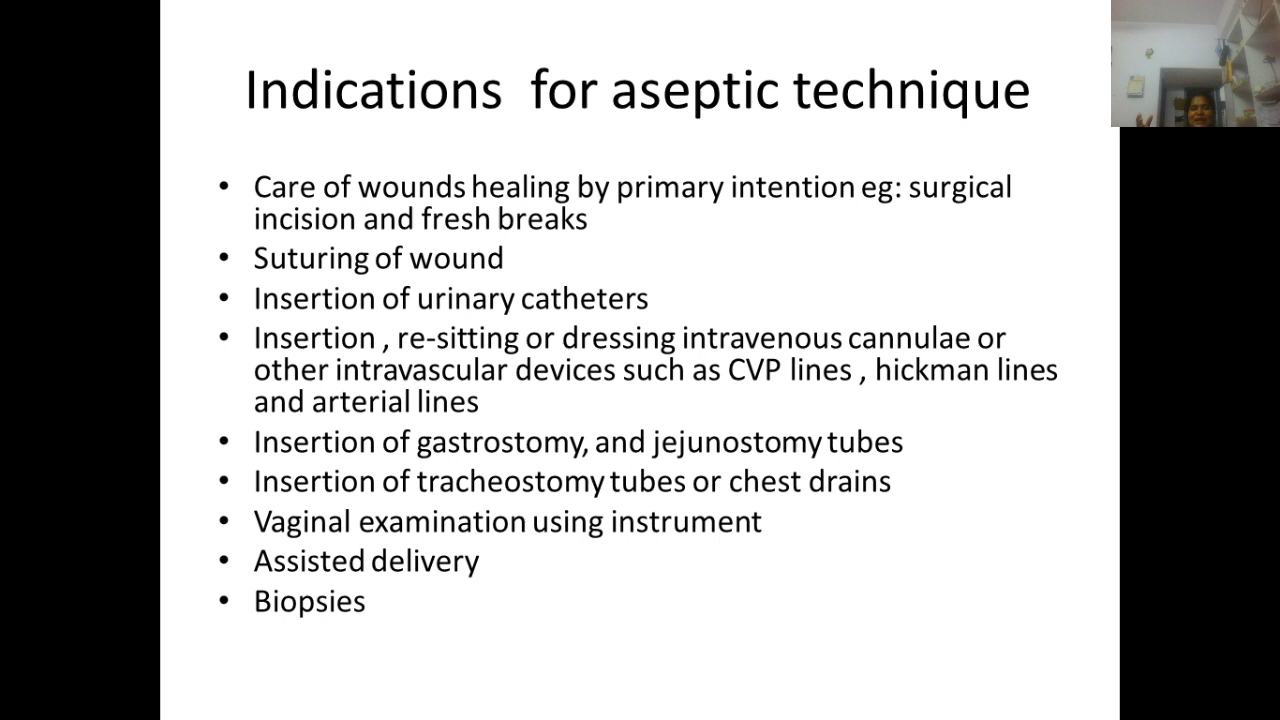 Indications for aseptic technique
• Care of wounds healing by primary intention eg: surgical
incision and fresh breaks
• Suturing of wound
• Insertion of urinary catheters
• Insertion , re-sitting or dressing intravenous cannulae or
other intravascular devices such as CVP lines , hickman lines
and arterial lines
• Insertion of gastrostomy, and jejunostomy tubes
• Insertion of tracheostomy tubes or chest drains
• Vaginal examination using instrument
• Assisted delivery
• Biopsies